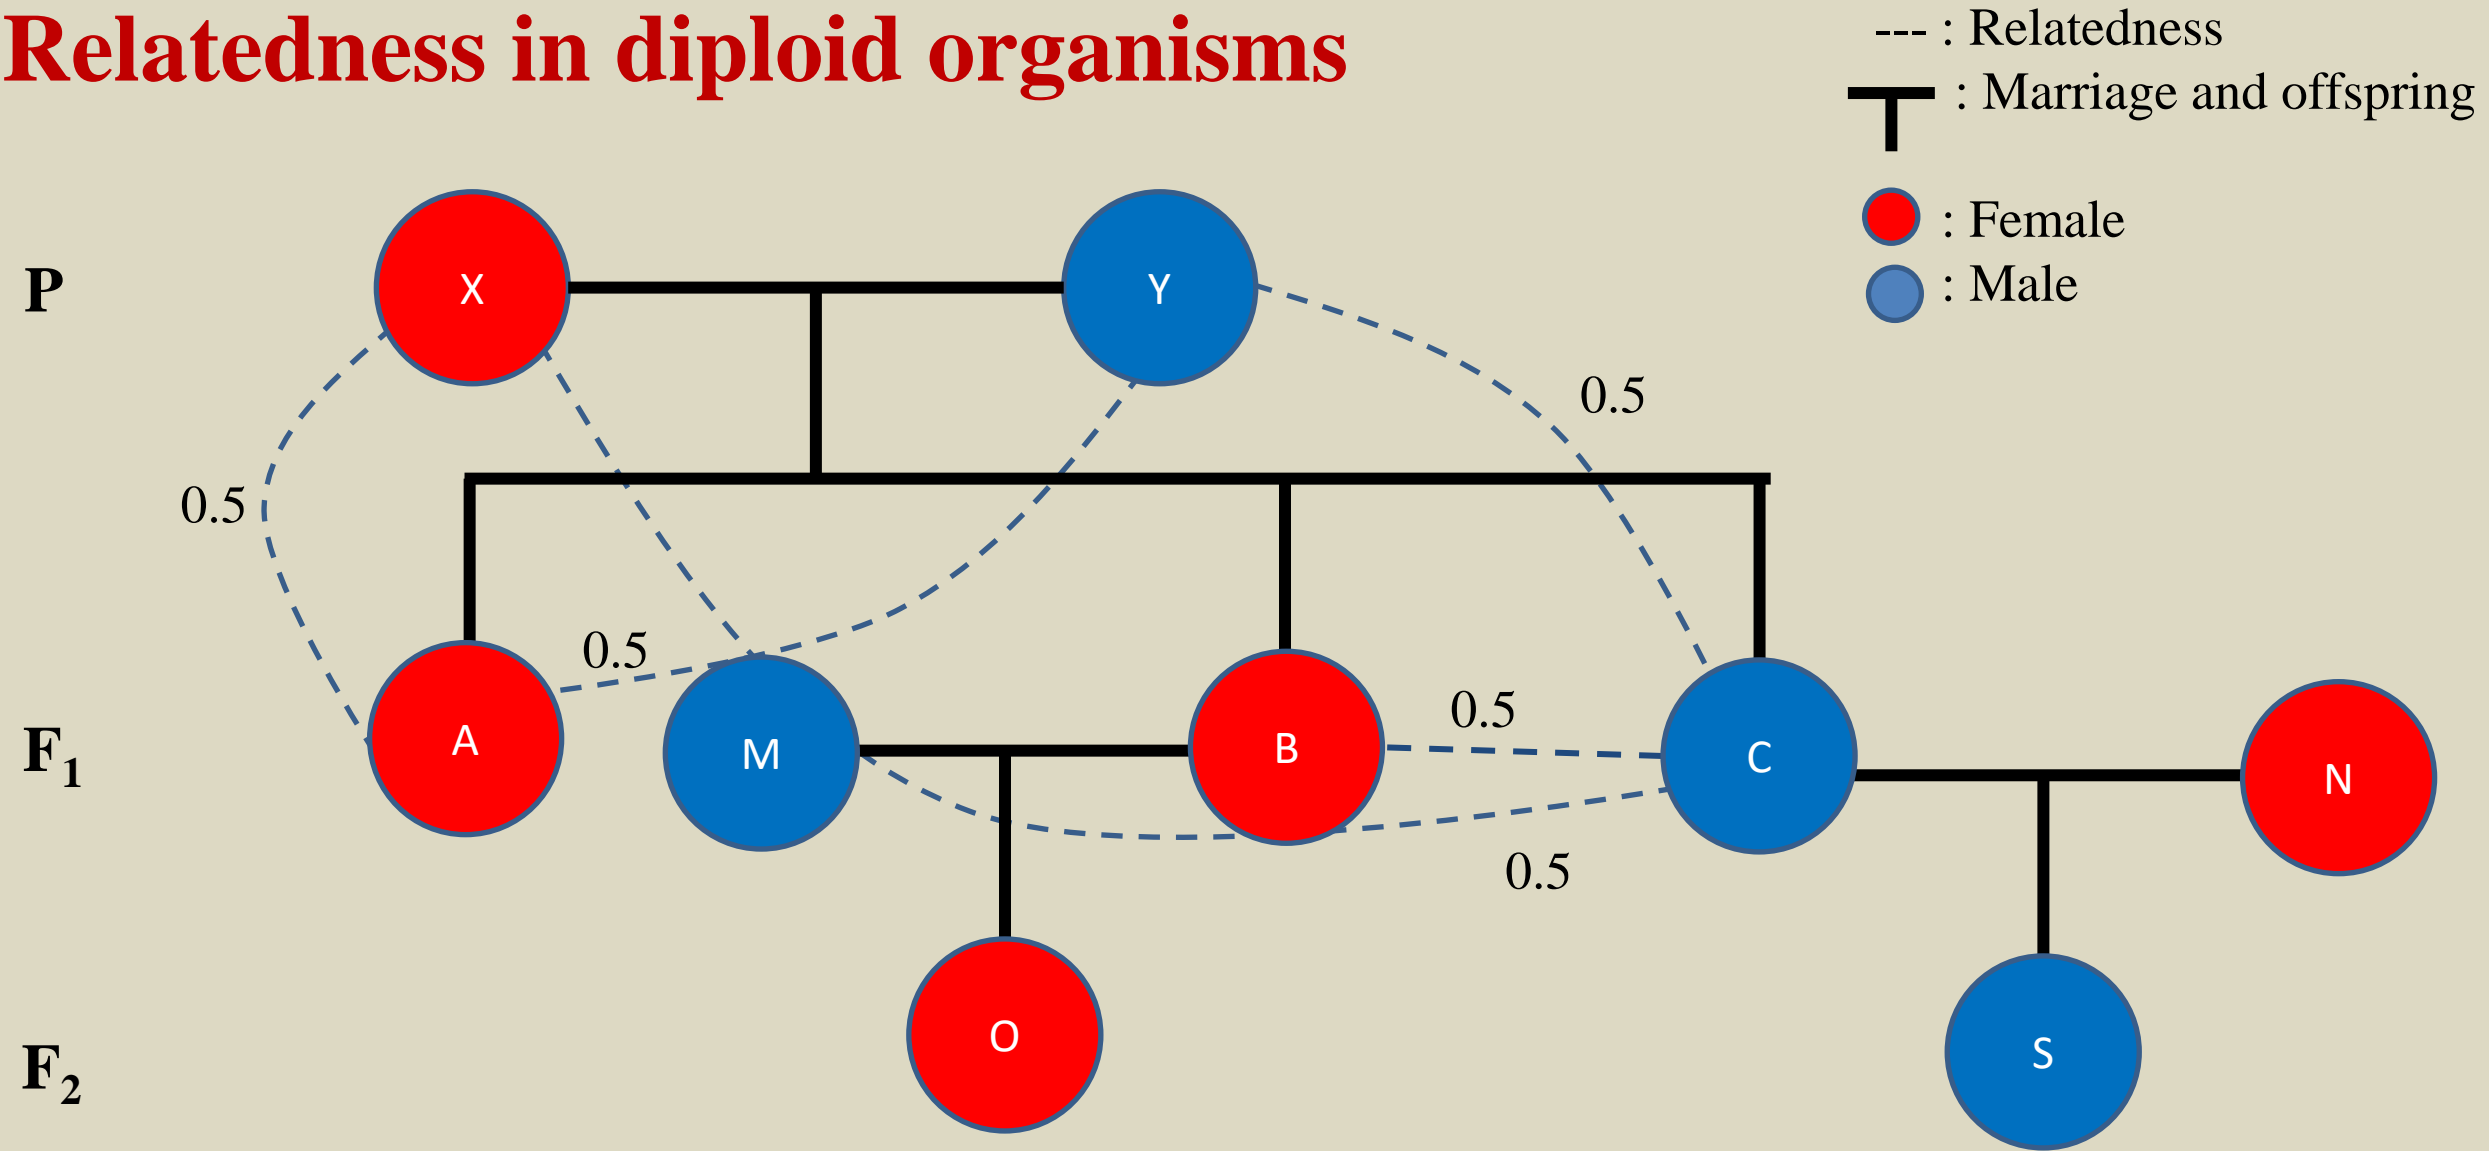 Relatedness in diploid organisms
--- : Relatedness
: Marriage and offspring
: Female
: Male
P
X
Y
0.5
0.5
0.5
0.5
F1
A
M
B
C
N
0.5
F2
O
S